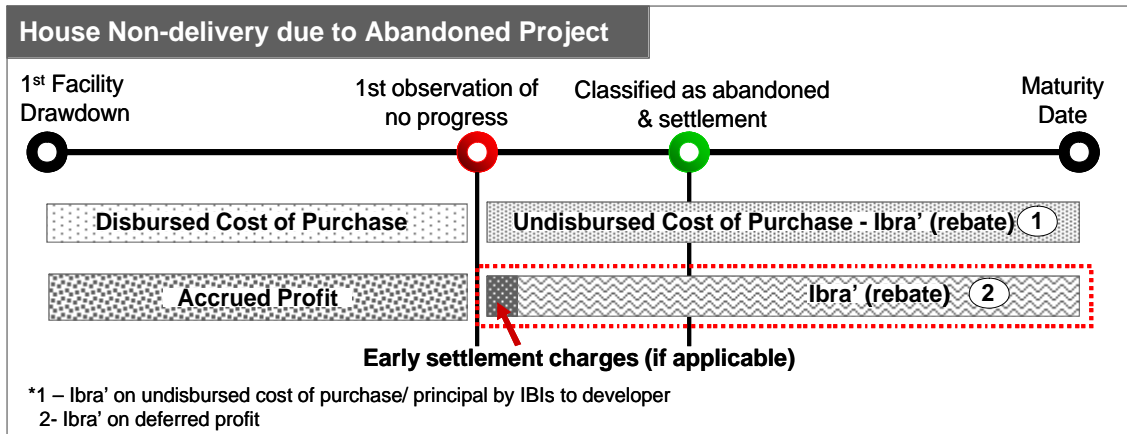 House Non-delivery due to Abandoned Project
1st Facility
Drawdown
1st observation of
no progress
Classified as abandoned
& settlement
Maturity
Date
Disbursed Cost of Purchase
Undisbursed Cost of Purchase - Ibra' (rebate) 1
Accrued Profit
Ibra' (rebate) 2
Early settlement charges (if applicable)
*1 – Ibra' on undisbursed cost of purchase/ principal by IBIs to developer
2- Ibra' on deferred profit